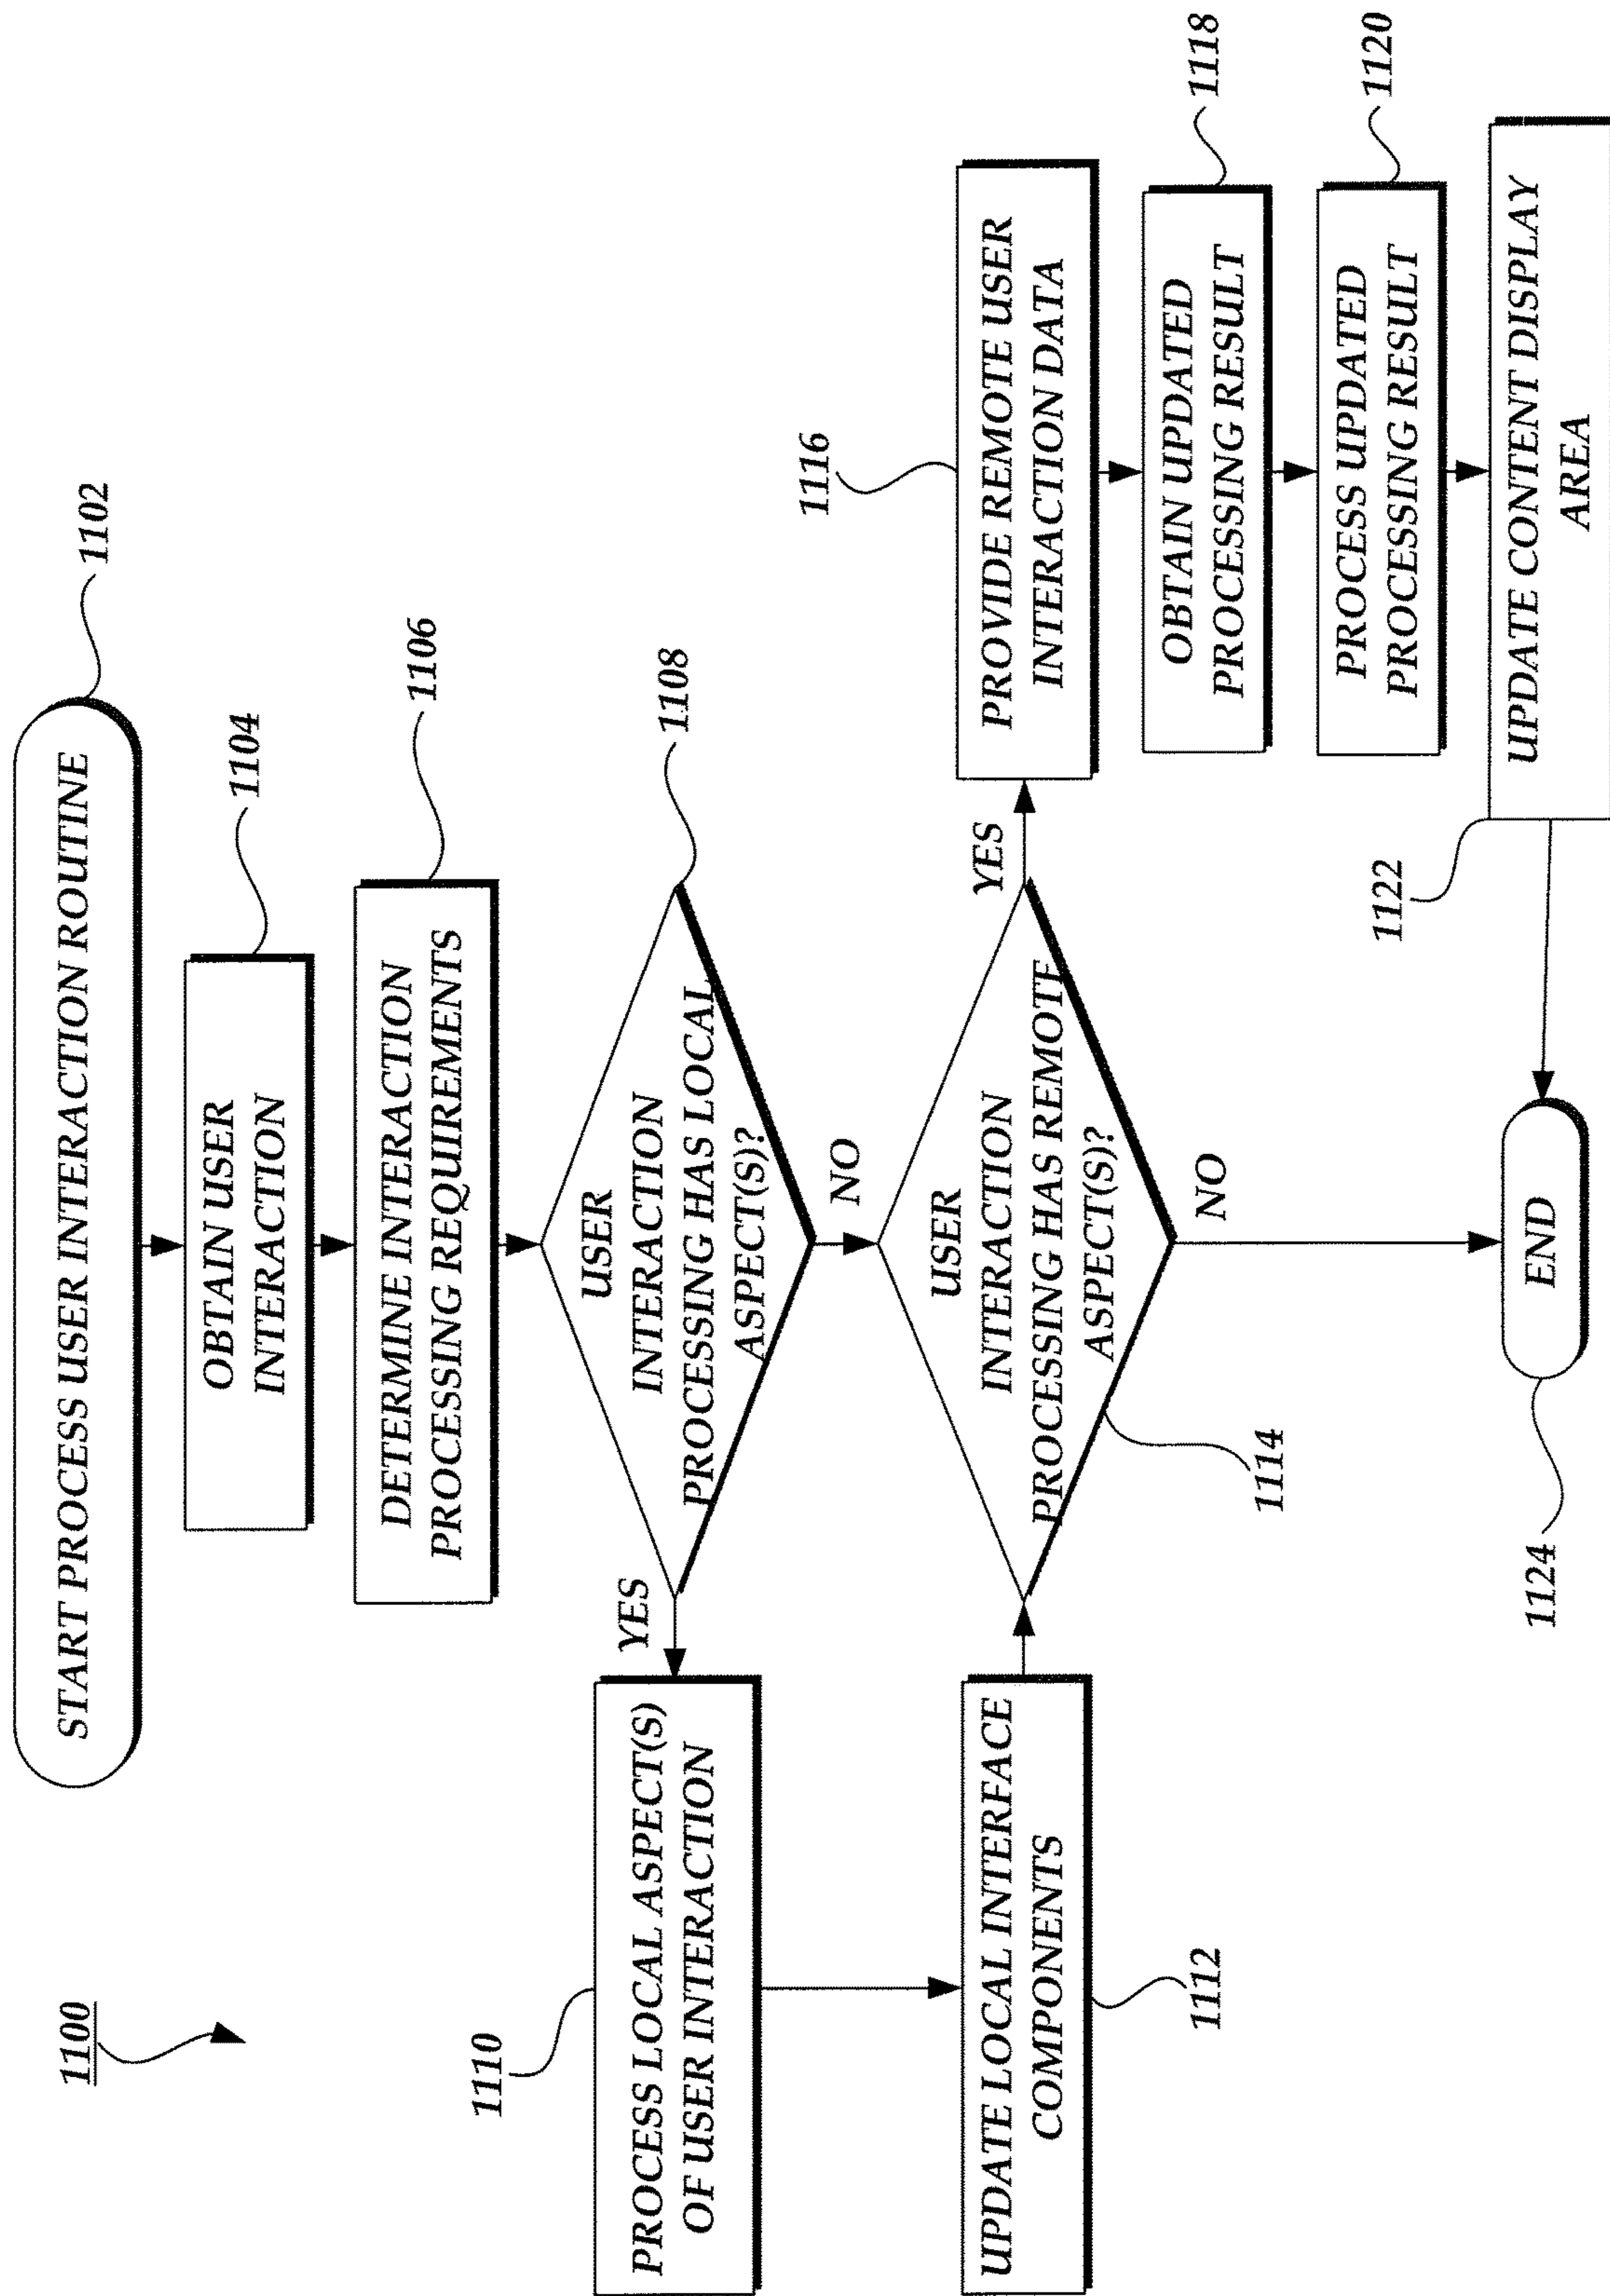 1100
START PROCESS USER INTERACTION ROUTINE
1102
OBTAIN USER
INTERACTION
1104
DETERMINE INTERACTION
PROCESSING REQUIREMENTS
1106
USER
INTERACTION
PROCESSING HAS LOCAL
ASPECT(S)?
1108
YES
NO
1110
PROCESS LOCAL ASPECT(S)
OF USER INTERACTION
UPDATE LOCAL INTERFACE
COMPONENTS
1112
USER
INTERACTION
PROCESSING HAS REMOTE
ASPECT(S)?
1114
YES
NO
1116
PROVIDE REMOTE USER
INTERACTION DATA
OBTAIN UPDATED
PROCESSING RESULT
1118
PROCESS UPDATED
PROCESSING RESULT
1120
UPDATE CONTENT DISPLAY
AREA
1122
END
1124